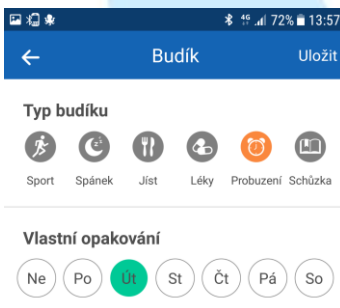 4G 72% 13:57
Budík Uložit
Typ budíku
Sport Spánek Jíst Léky Probuzení Schůzka
Vlastní opakování
Ne Po Út St Čt Pá So